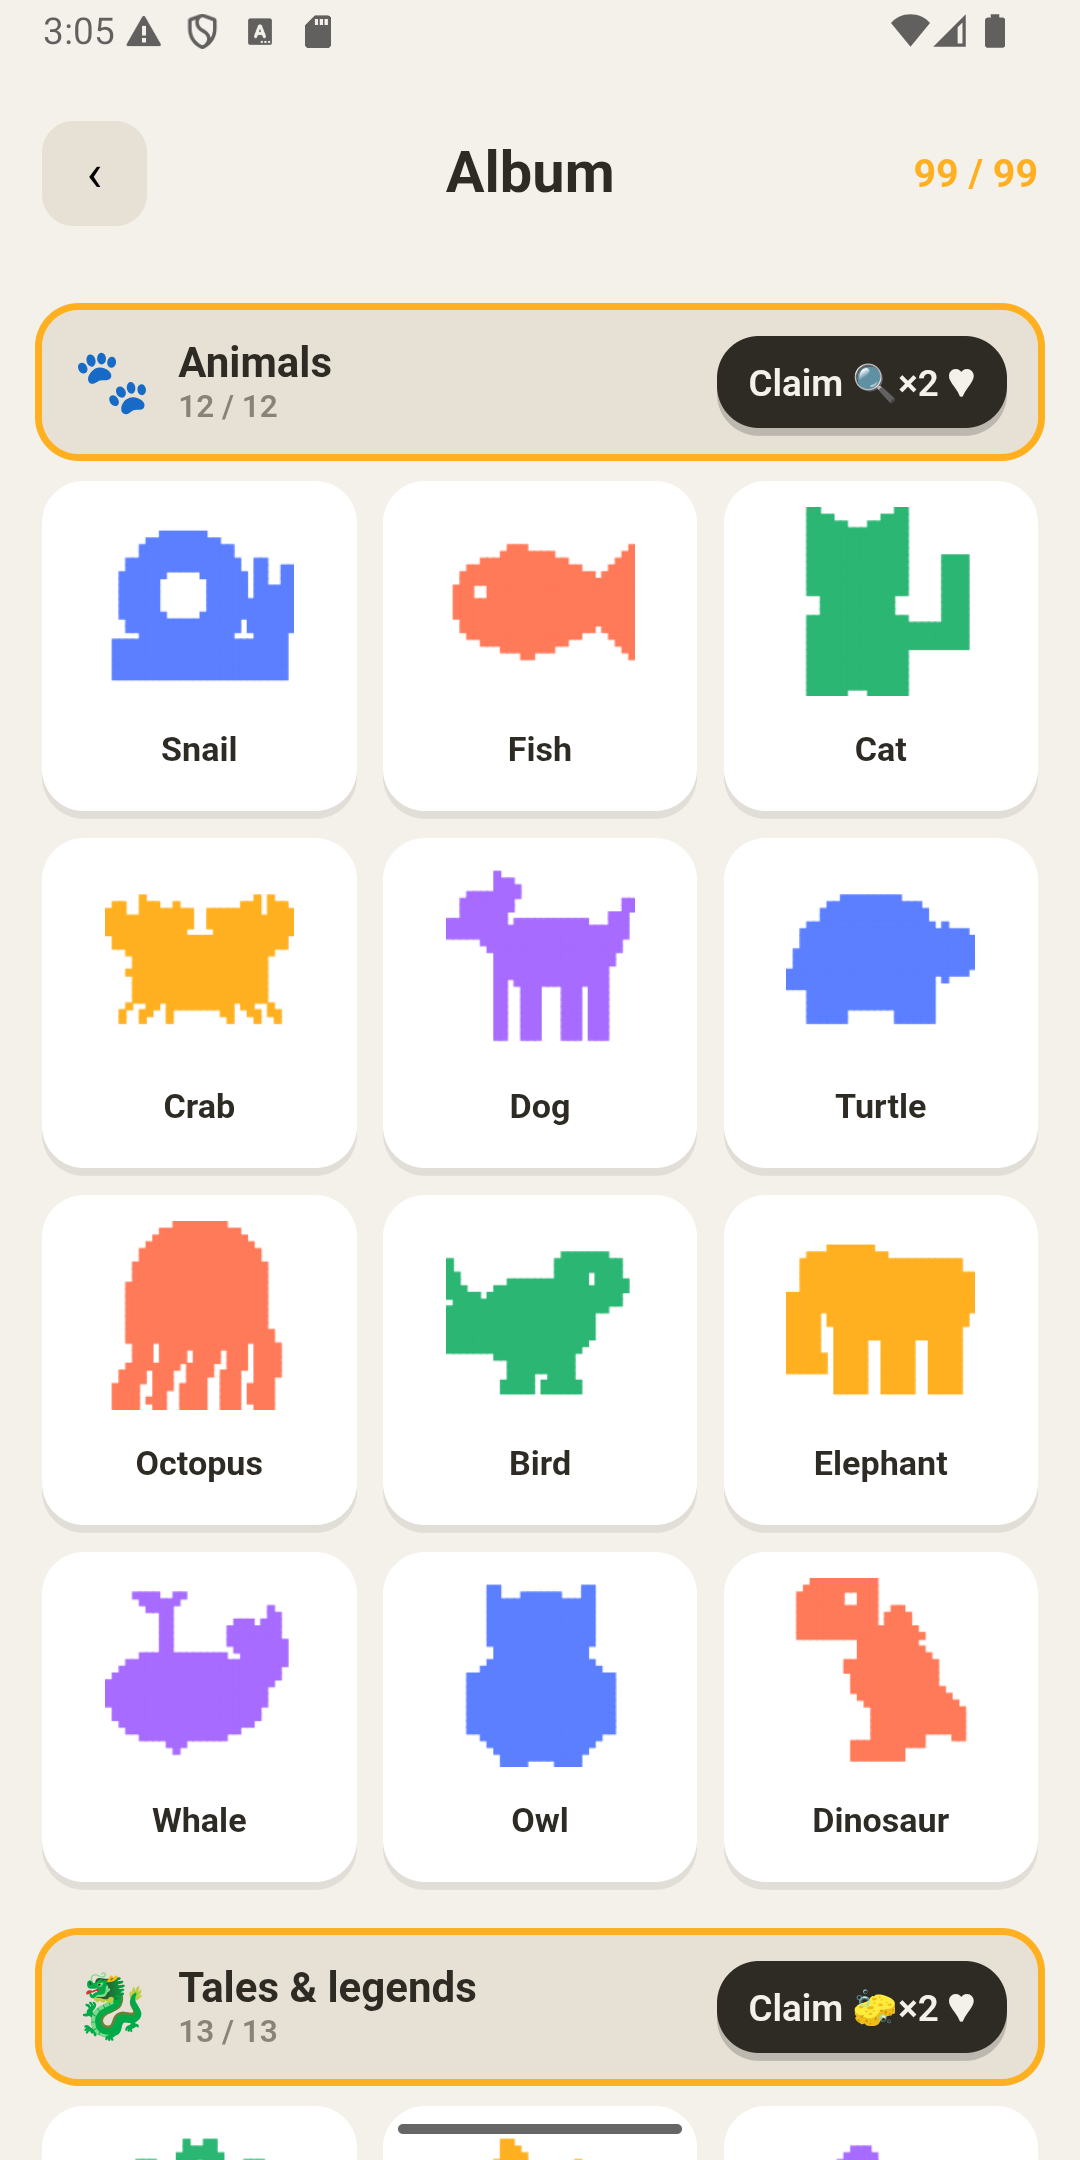 3:05
‹
Album
99 / 99
Animals
12 / 12
Claim 🔍×2 ♥
Snail
Fish
Cat
Crab
Dog
Turtle
Octopus
Bird
Elephant
Whale
Owl
Dinosaur
Tales & legends
13 / 13
Claim 🧽×2 ♥